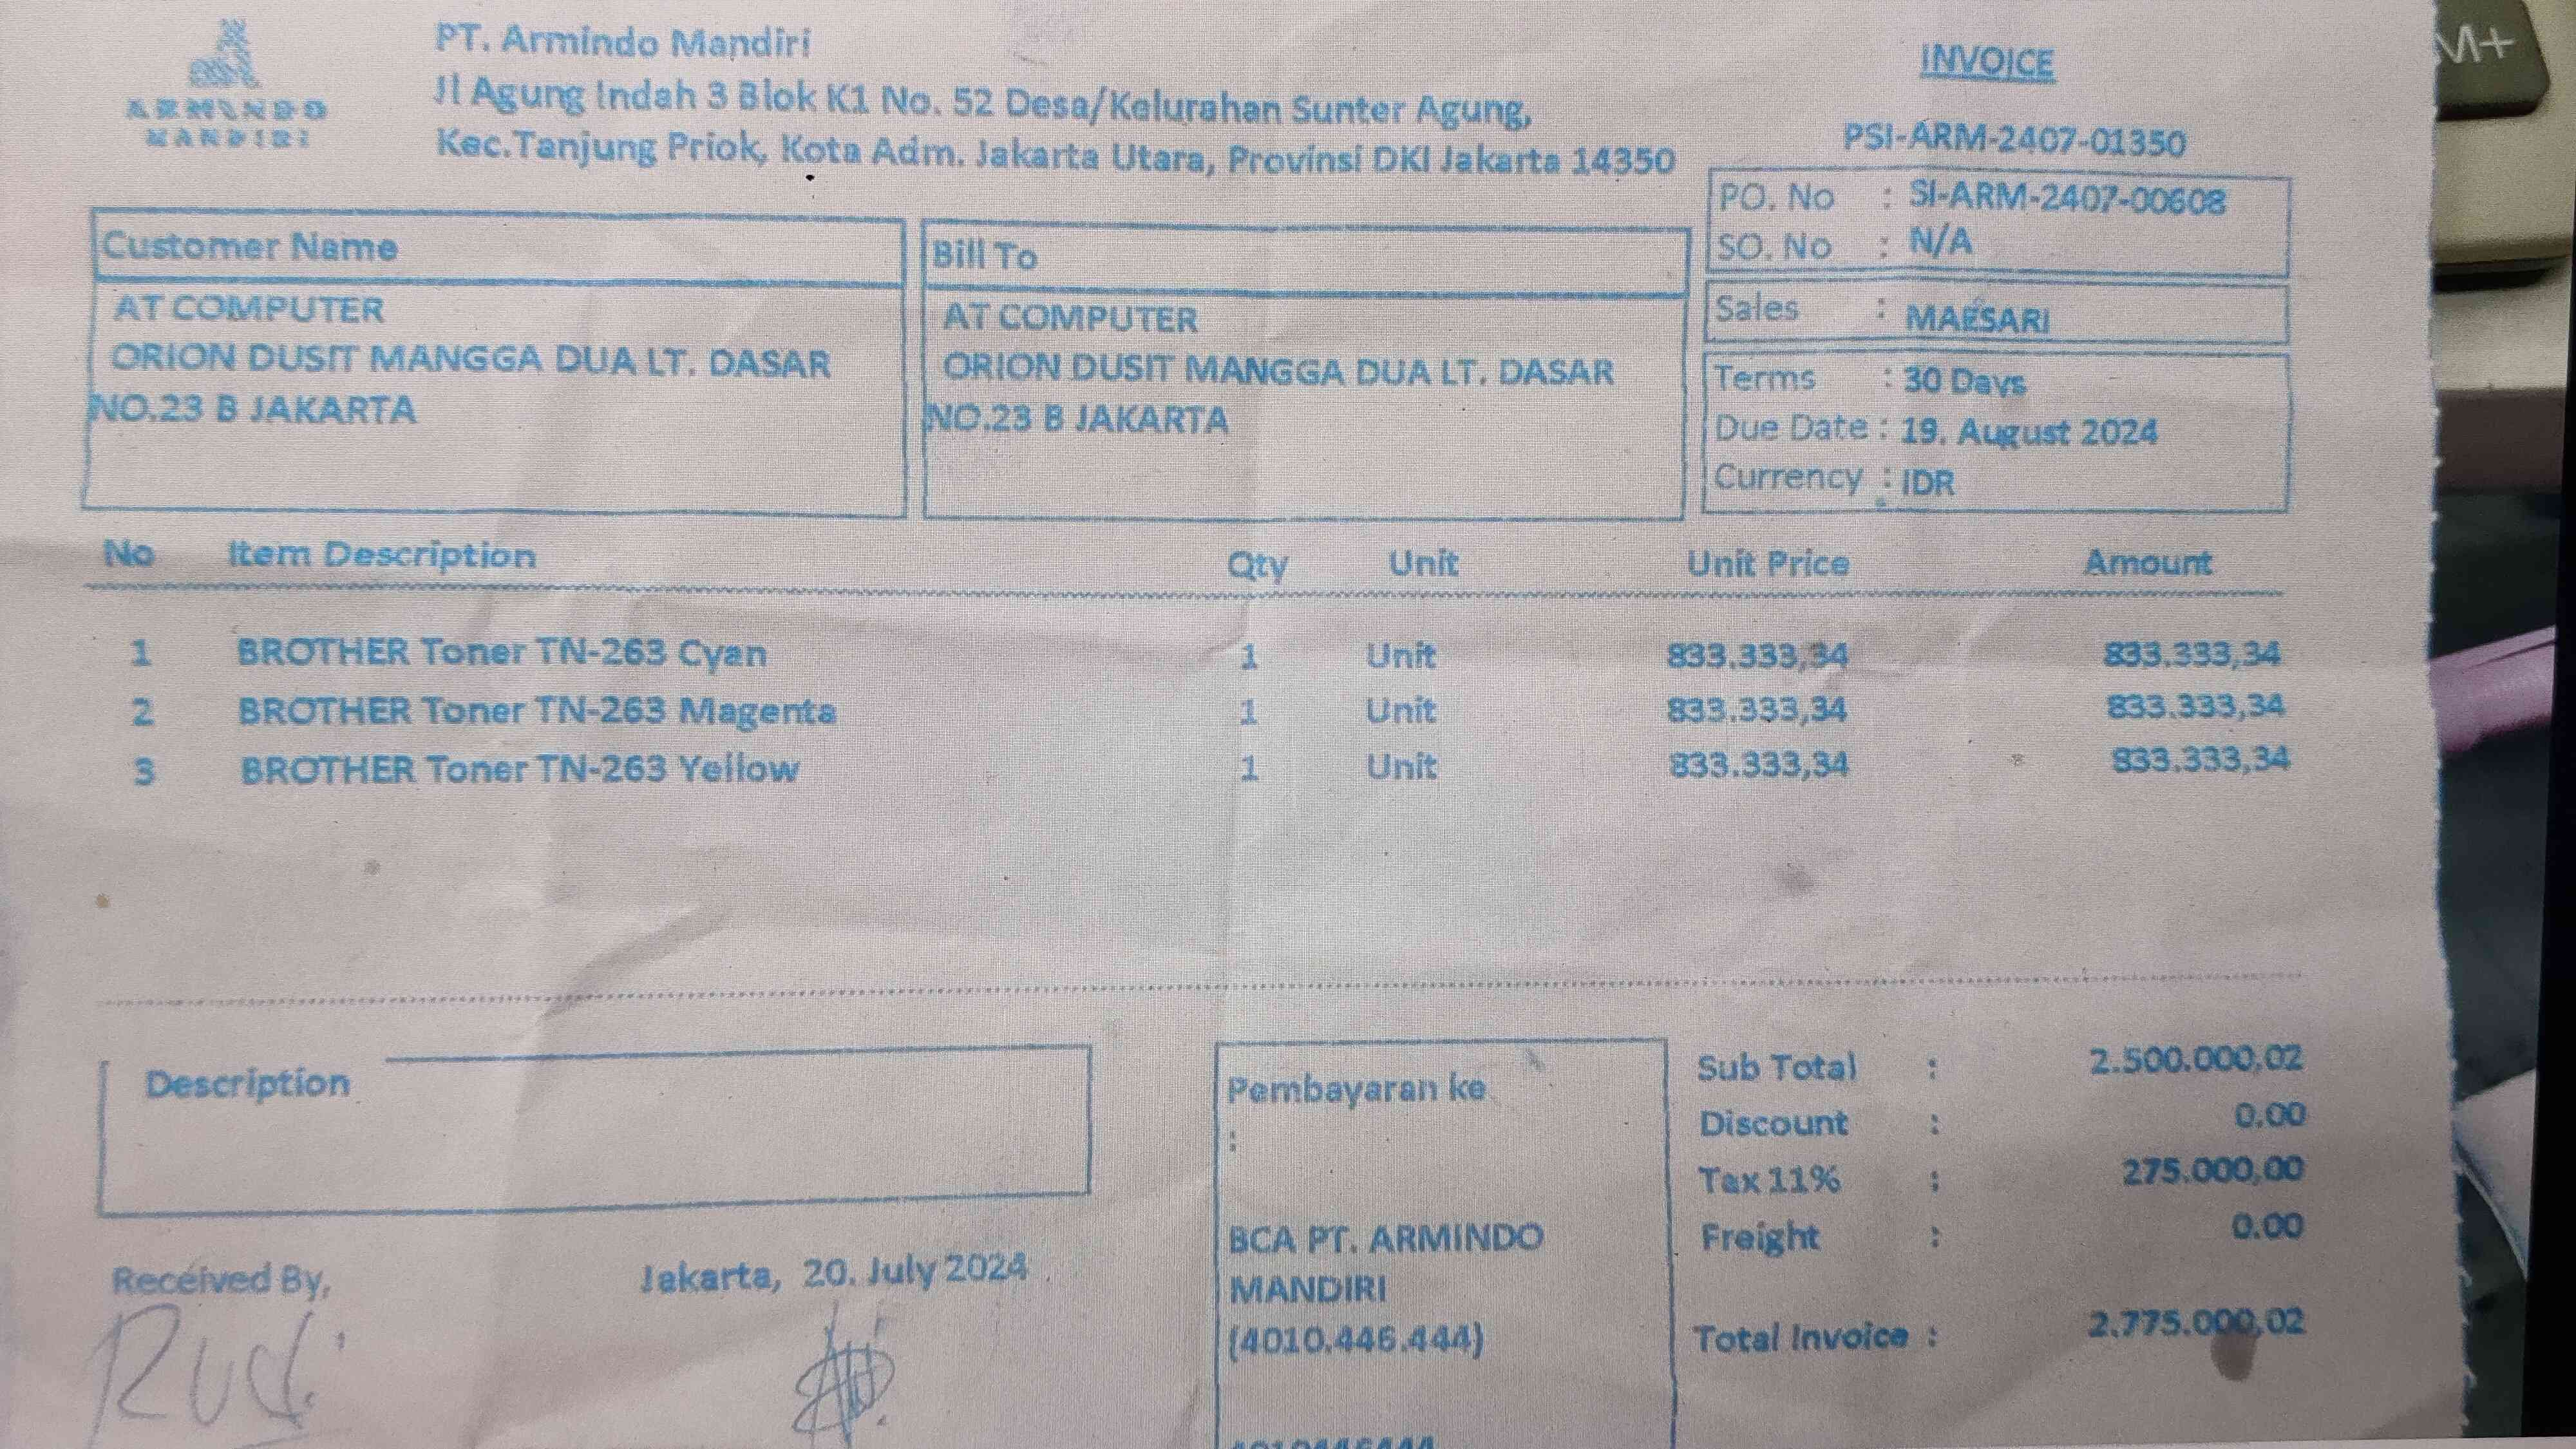 ARMINDO
MANDIRI
PT. Armindo Mandiri
Jl Agung Indah 3 Blok K1 No. 52 Desa/Kelurahan Sunter Agung,
Kec.Tanjung Priok, Kota Adm. Jakarta Utara, Provinsi DKI Jakarta 14350
INVOICE
PSI-ARM-2407-01350
PO. No : SI-ARM-2407-00608
SO. No : N/A
Sales : MAESARI
Terms : 30 Days
Due Date : 19. August 2024
Currency : IDR
Customer Name
AT COMPUTER
ORION DUSIT MANGGA DUA LT. DASAR
NO.23 B JAKARTA
Bill To
AT COMPUTER
ORION DUSIT MANGGA DUA LT. DASAR
NO.23 B JAKARTA
No Item Description Qty Unit Unit Price Amount
1 BROTHER Toner TN-263 Cyan 1 Unit 833.333,34 833.333,34
2 BROTHER Toner TN-263 Magenta 1 Unit 833.333,34 833.333,34
3 BROTHER Toner TN-263 Yellow 1 Unit 833.333,34 833.333,34
Description
Received By,
Rudi
Jakarta, 20. July 2024
Pembayaran ke
:
BCA PT. ARMINDO
MANDIRI
(4010.446.444)
Sub Total : 2.500.000,02
Discount : 0,00
Tax 11% : 275.000,00
Freight : 0.00
Total Invoice : 2.775.000,02
M+